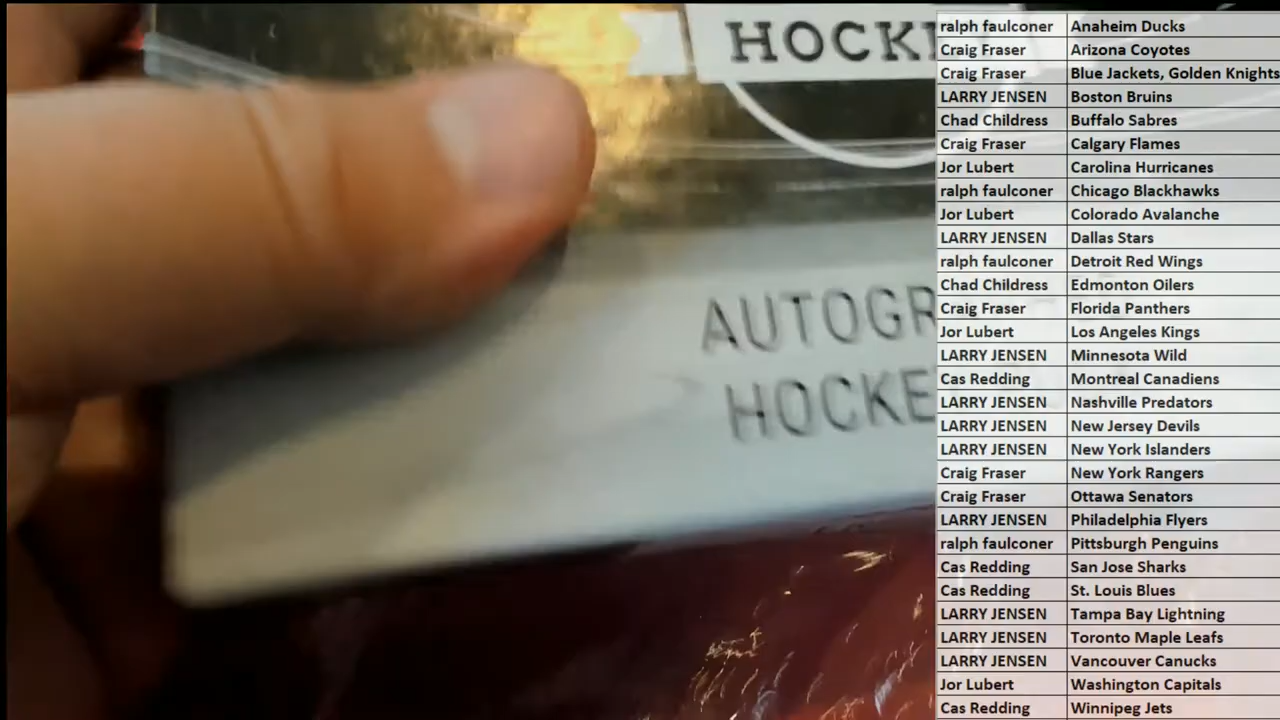 HOCK
AUTOGR
HOCKE
ralph faulconer Anaheim Ducks
Craig Fraser Arizona Coyotes
Craig Fraser Blue Jackets, Golden Knights
LARRY JENSEN Boston Bruins
Chad Childress Buffalo Sabres
Craig Fraser Calgary Flames
Jor Lubert Carolina Hurricanes
ralph faulconer Chicago Blackhawks
Jor Lubert Colorado Avalanche
LARRY JENSEN Dallas Stars
ralph faulconer Detroit Red Wings
Chad Childress Edmonton Oilers
Craig Fraser Florida Panthers
Jor Lubert Los Angeles Kings
LARRY JENSEN Minnesota Wild
Cas Redding Montreal Canadiens
LARRY JENSEN Nashville Predators
LARRY JENSEN New Jersey Devils
LARRY JENSEN New York Islanders
Craig Fraser New York Rangers
Craig Fraser Ottawa Senators
LARRY JENSEN Philadelphia Flyers
ralph faulconer Pittsburgh Penguins
Cas Redding San Jose Sharks
Cas Redding St. Louis Blues
LARRY JENSEN Tampa Bay Lightning
LARRY JENSEN Toronto Maple Leafs
LARRY JENSEN Vancouver Canucks
Jor Lubert Washington Capitals
Cas Redding Winnipeg Jets